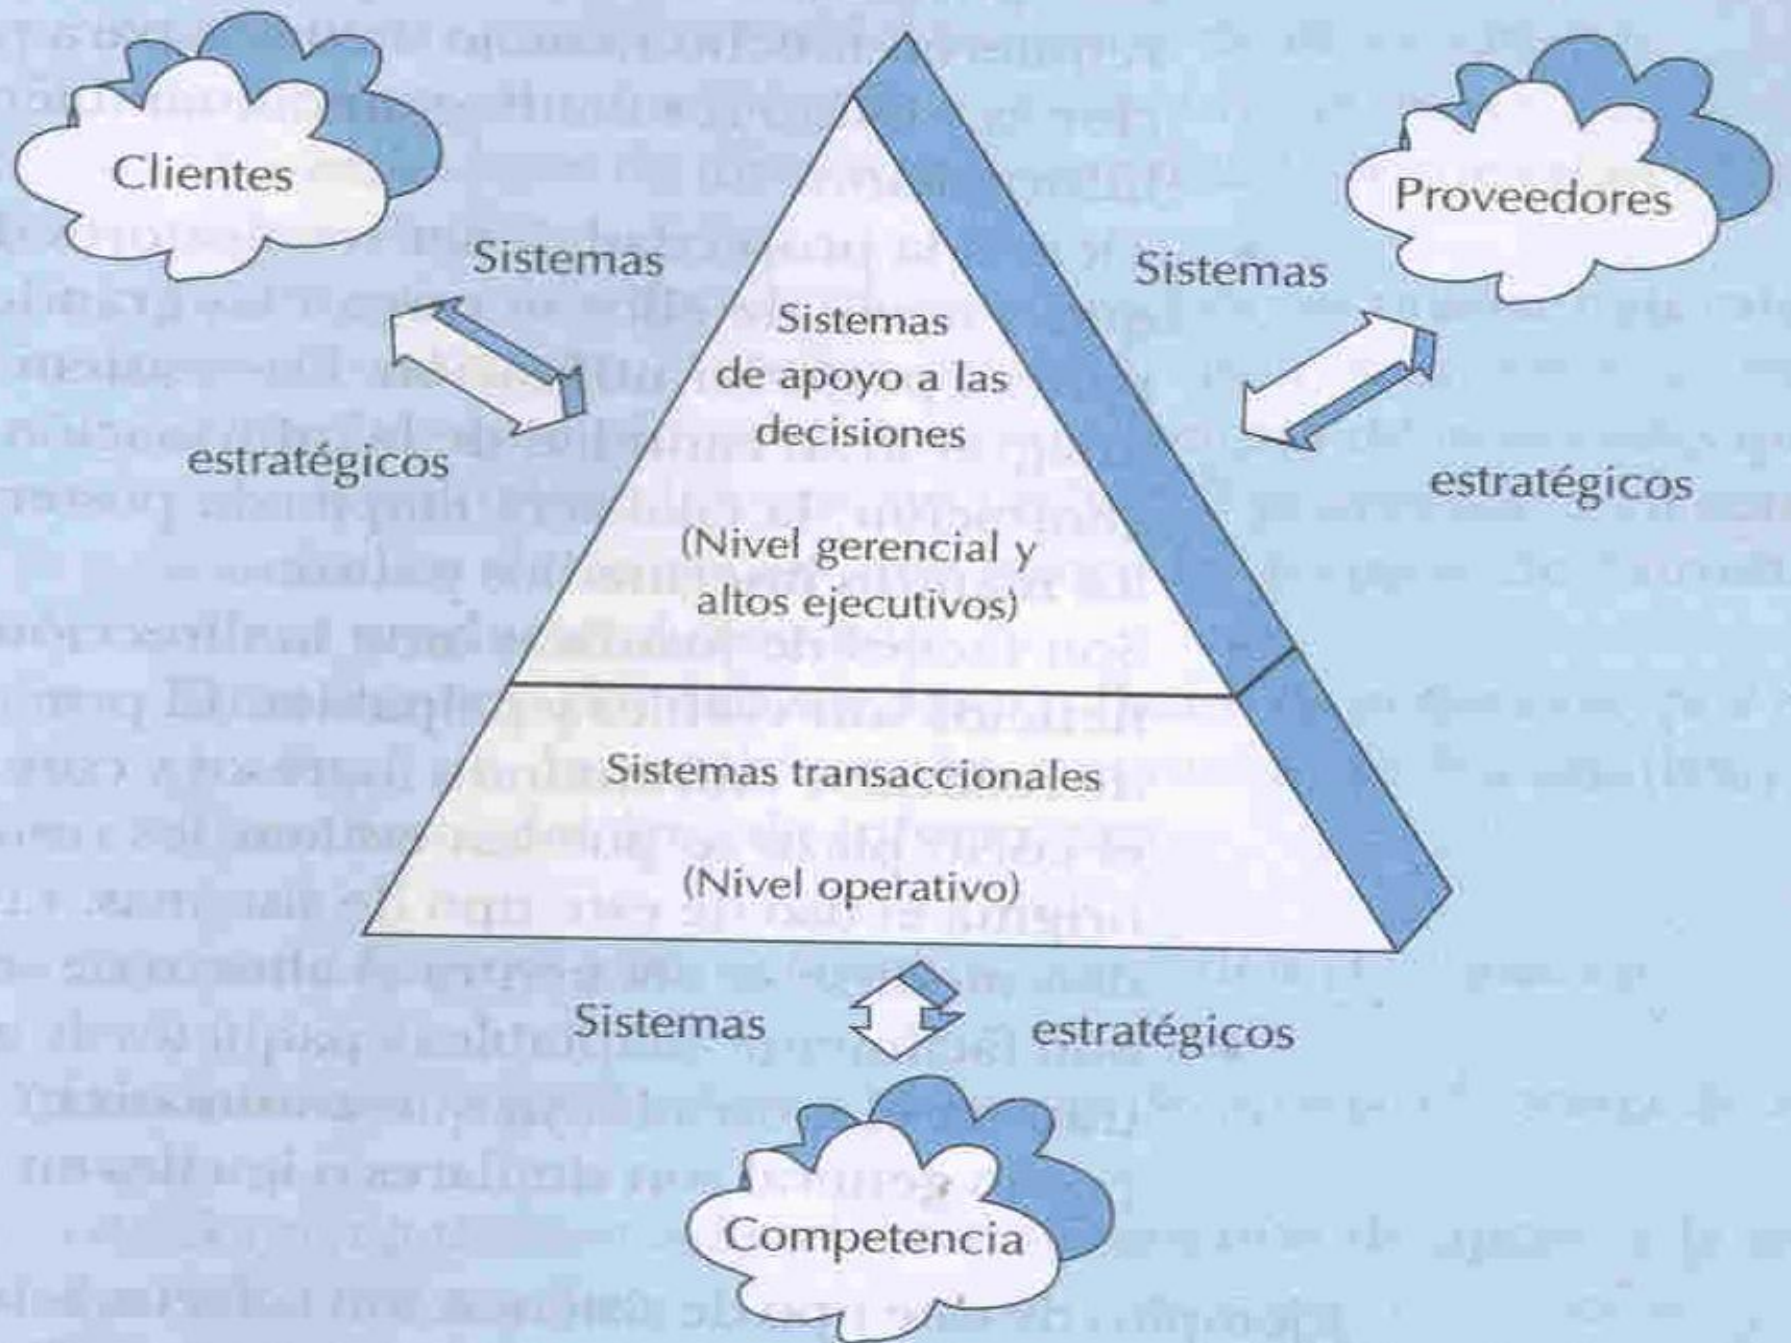 Clientes
Proveedores
Sistemas
estratégicos
Sistemas
estratégicos
Sistemas
de apoyo a las
decisiones
(Nivel gerencial y
altos ejecutivos)
Sistemas transaccionales
(Nivel operativo)
Sistemas estratégicos
Competencia